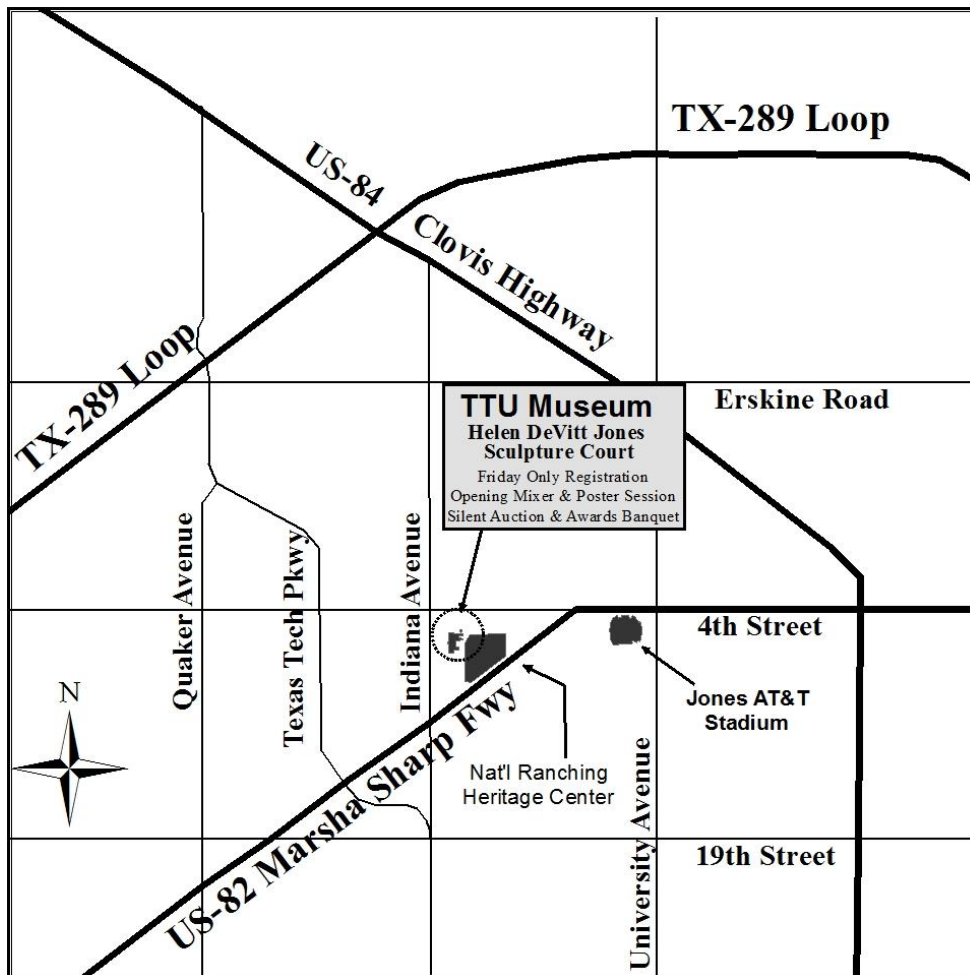 TX-289 Loop
US-84
Clovis Highway
TX-289 Loop
Erskine Road
TTU Museum
Helen DeVitt Jones
Sculpture Court
Friday Only Registration
Opening Mixer & Poster Session
Silent Auction & Awards Banquet
Quaker Avenue
Texas Tech Pkwy
Indiana Avenue
4th Street
Jones AT&T
Stadium
N
US-82 Marsha Sharp Fwy
Nat'l Ranching
Heritage Center
University Avenue
19th Street